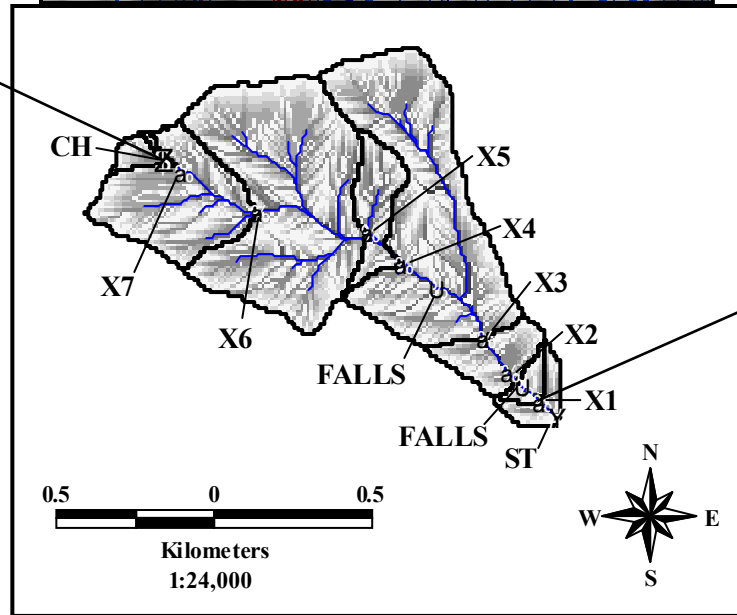 CH
X5
X4
X7
X6
X3
X2
FALLS
X1
FALLS
ST
N
W
E
S
0.5 0 0.5
Kilometers
1:24,000
a
a
a
a
a
a
a